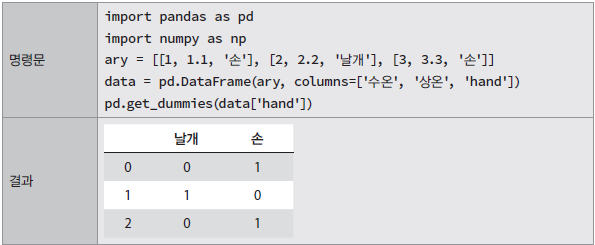 명령문
import pandas as pd
import numpy as np
ary = [[1, 1.1, '손'], [2, 2.2, '날개'], [3, 3.3, '손']]
data = pd.DataFrame(ary, columns=['수온', '상온', 'hand'])
pd.get_dummies(data['hand'])
결과
날개 손
0 0 1
1 1 0
2 0 1